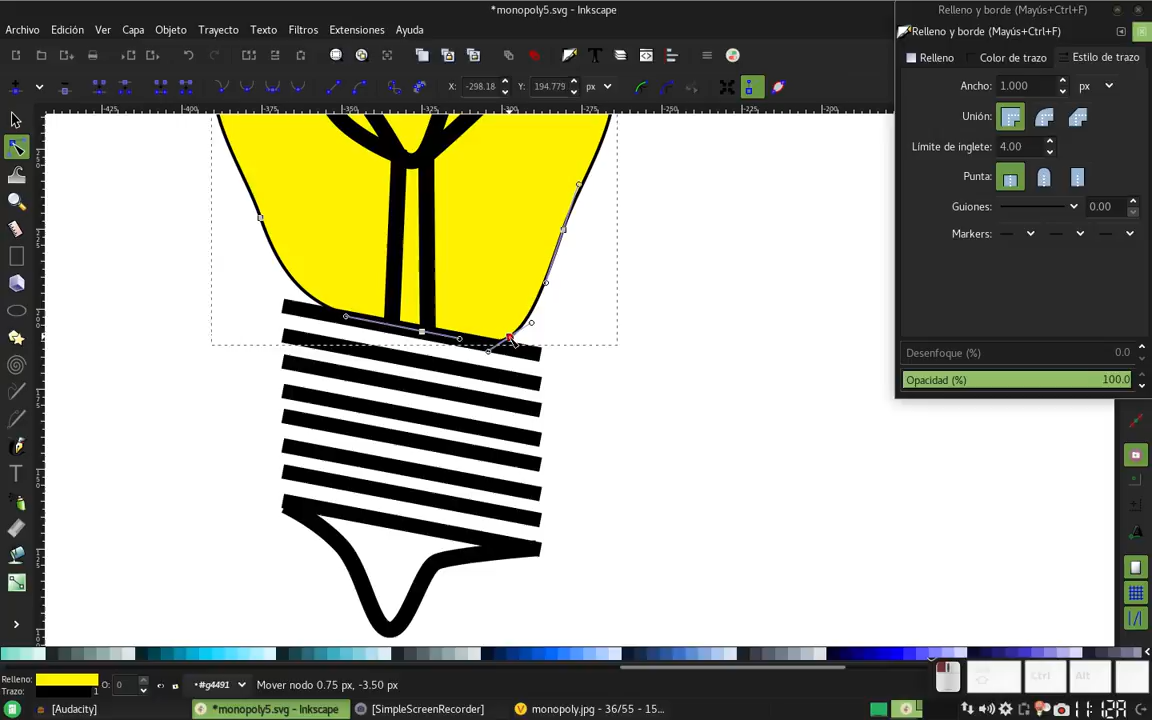 *monopoly5.svg - Inkscape
Relleno y borde (Mayús+Ctrl+F)
Archivo Edición Ver Capa Objeto Trayecto Texto Filtros Extensiones Ayuda
Relleno y borde (Mayús+Ctrl+F)
Relleno Color de trazo Estilo de trazo
X: -298.18 Y: 194.779 px
Ancho: 1.000 px
Unión:
Límite de inglete: 4.00
Punta:
Guiones: 0.00
Markers:
Desenfoque (%) 0.0
Opacidad (%) 100.0
Relleno:
Trazo: 1
O: 0
#g4491
Mover nodo 0.75 px, -3.50 px
Ctrl Alt
[Audacity]
*monopoly5.svg - Inkscape
[SimpleScreenRecorder]
monopoly.jpg - 36/55 - 15...